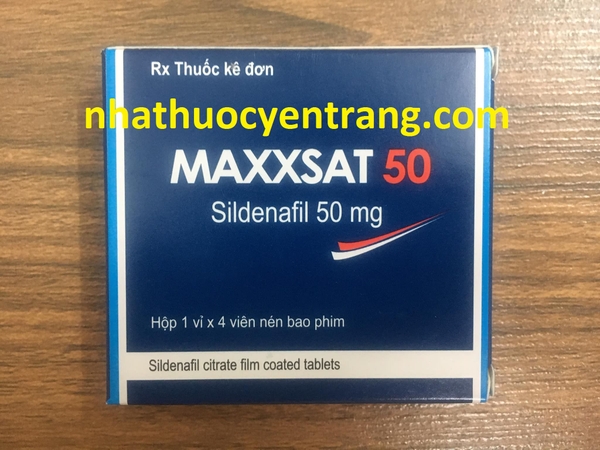 Rx Thuốc kê đơn
nhathuocyentrang.com
MAXXSAT 50
Sildenafil 50 mg
Hộp 1 vỉ x 4 viên nén bao phim
Sildenafil citrate film coated tablets